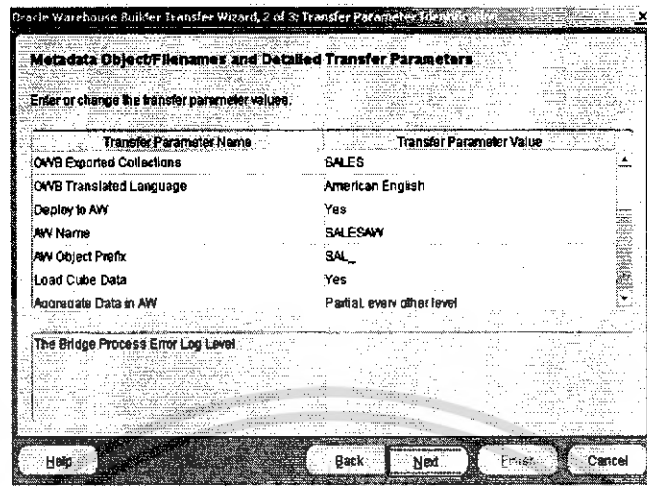 Oracle Warehouse Builder Transfer Wizard, 2 of 3: Transfer Parameter Identification
Metadata Object/Filenames and Detailed Transfer Parameters
Enter or change the transfer parameter values.
Transfer Parameter Name Transfer Parameter Value
OWB Exported Collections SALES
OWB Translated Language American English
Deploy to AW Yes
AW Name SALESAW
AW Object Prefix SAL_
Load Cube Data Yes
Aggregate Data in AW Partial, every other level
The Bridge Process Error Log Level
Help Back Next Finish Cancel